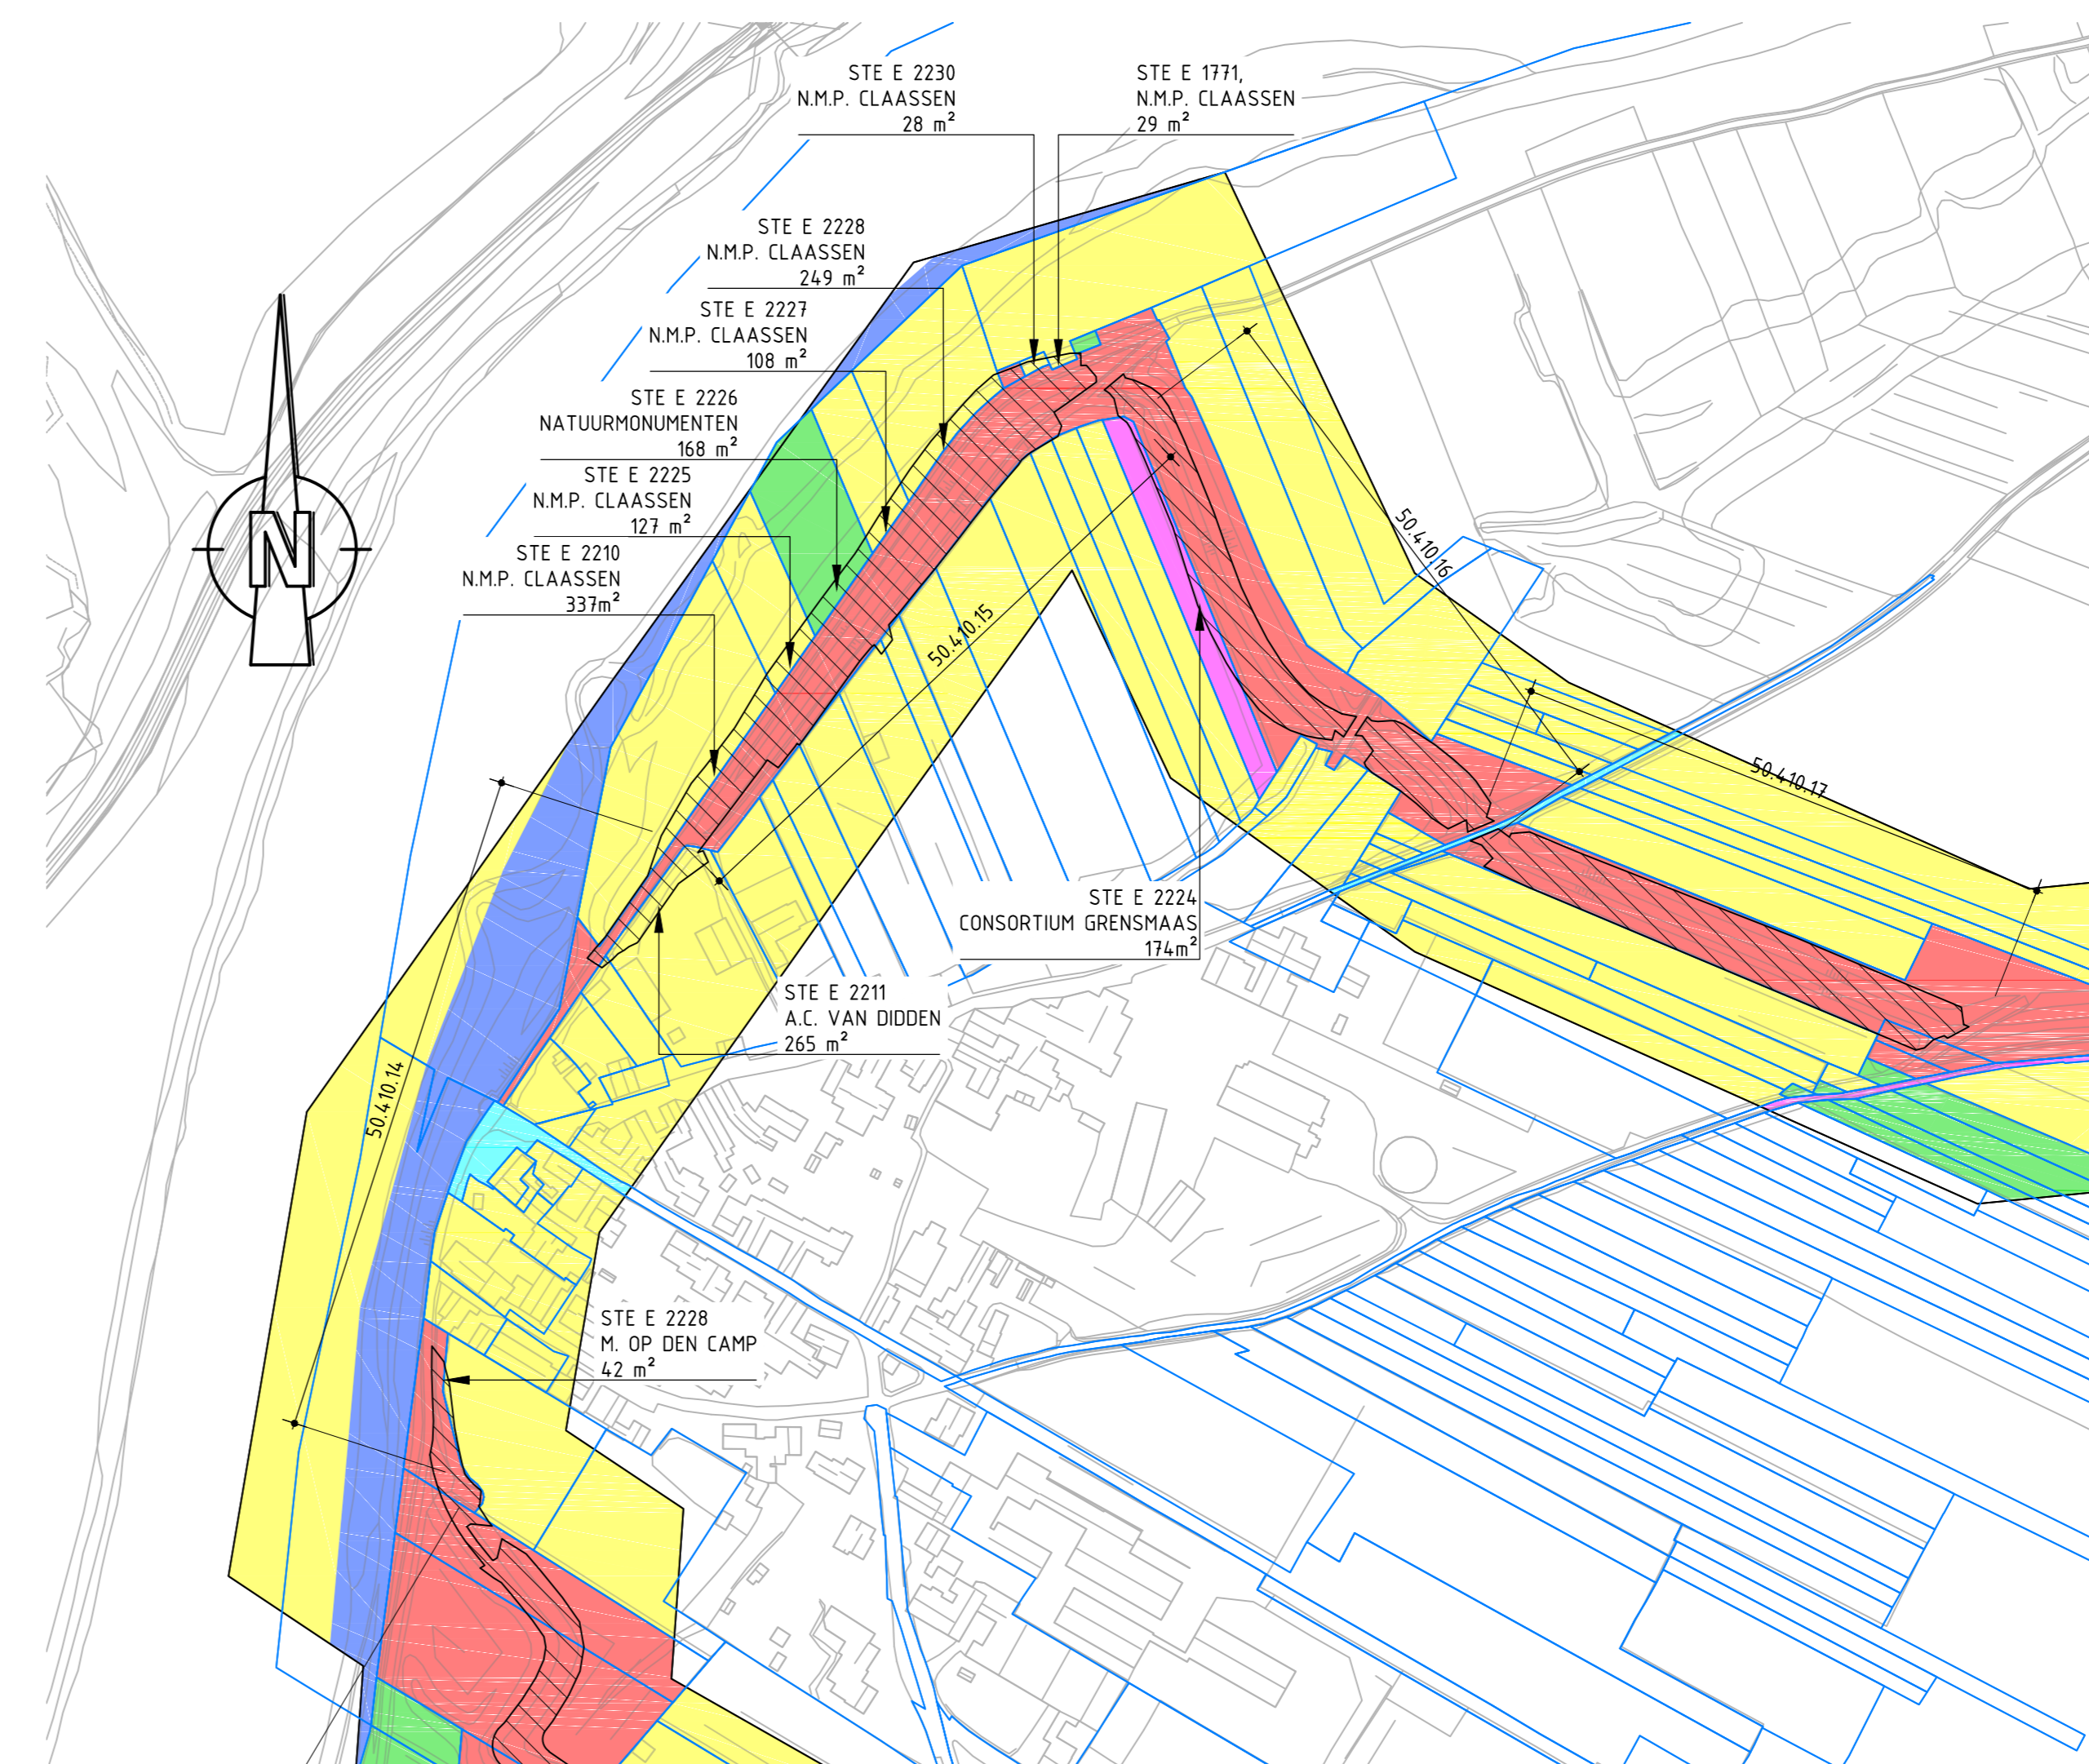 STE E 2230
N.M.P. CLAASSEN
28 m²
STE E 1771,
N.M.P. CLAASSEN
29 m²
STE E 2228
N.M.P. CLAASSEN
249 m²
STE E 2227
N.M.P. CLAASSEN
108 m²
STE E 2226
NATUURMONUMENTEN
168 m²
STE E 2225
N.M.P. CLAASSEN
127 m²
STE E 2210
N.M.P. CLAASSEN
337m²
N
50.410.16
50.410.15
50.410.17
STE E 2224
CONSORTIUM GRENSMAAS
174m²
STE E 2211
A.C. VAN DIDDEN
265 m²
50.410.14
STE E 2228
M. OP DEN CAMP
42 m²